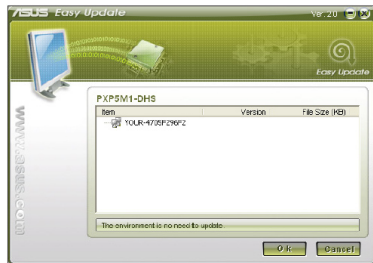 ASUS Easy Update
Ver.2.0
Easy Update
www.asus.com
PXP5M1-DHS
Item Version File Size (KB)
YOUR-4705F296F2
The environment is no need to update.
Ok Cancel